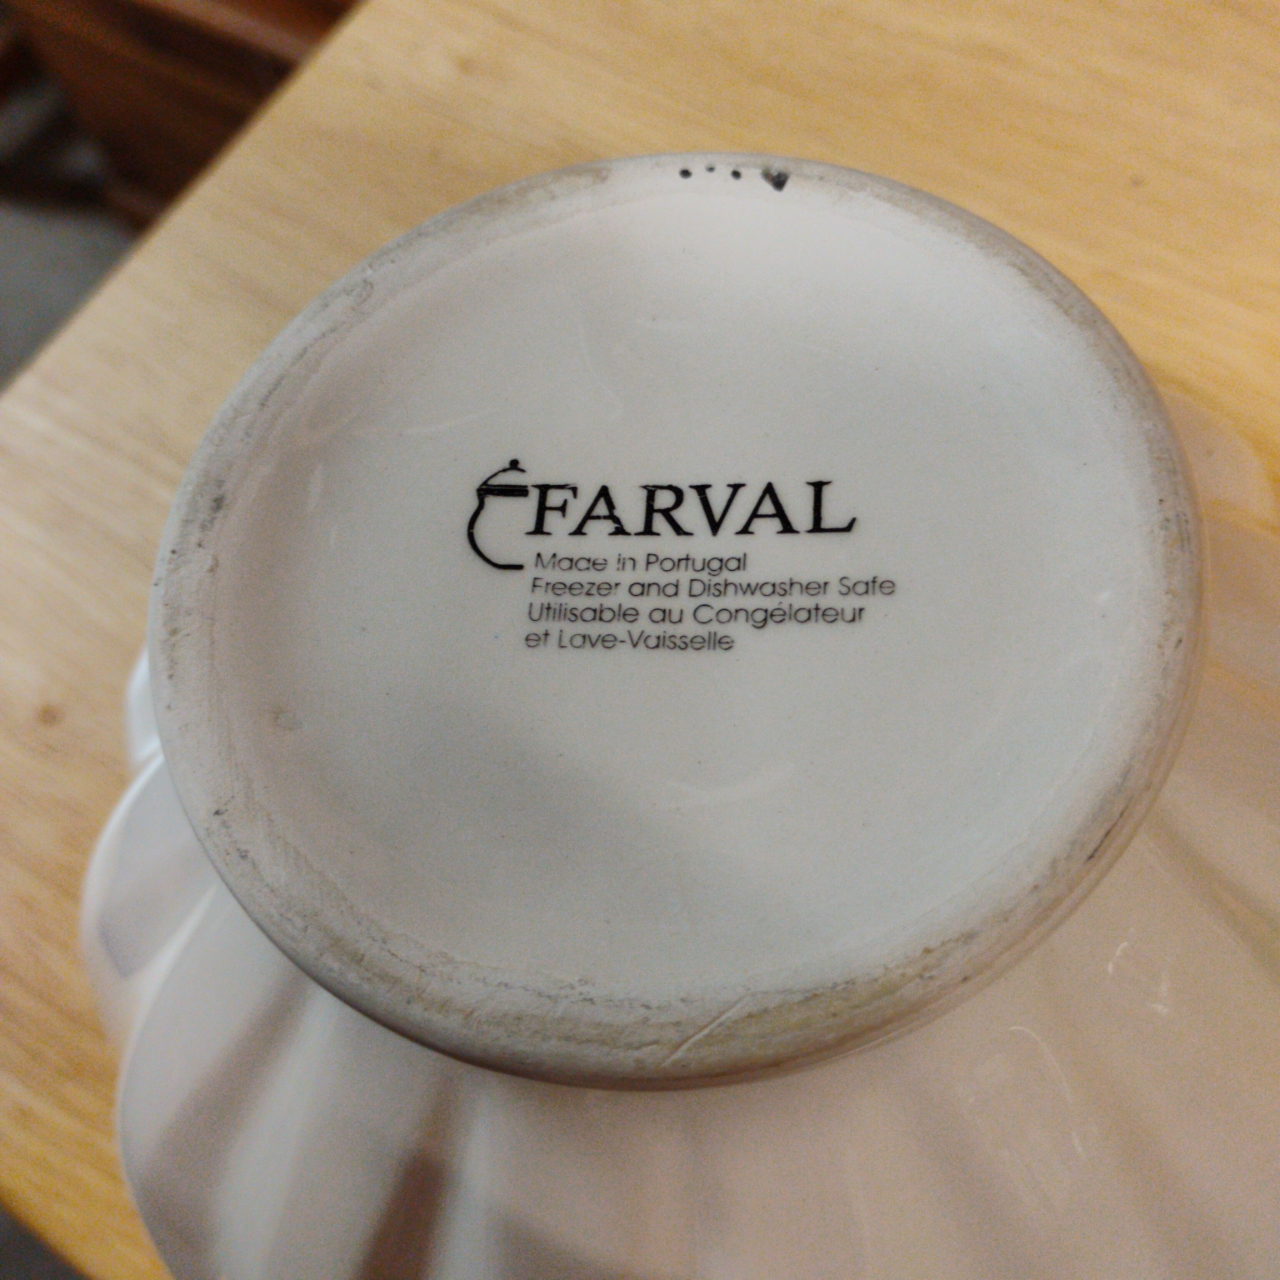 FARVAL
Made in Portugal
Freezer and Dishwasher Safe
Utilisable au Congélateur
et Lave-Vaisselle